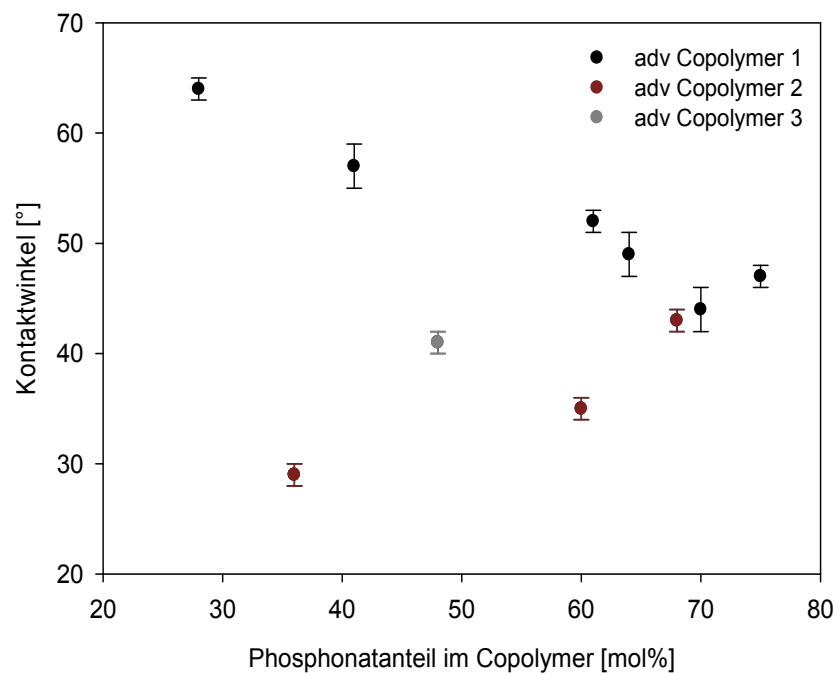 70
60
50
40
30
20
Kontaktwinkel [°]
adv Copolymer 1
adv Copolymer 2
adv Copolymer 3
20 30 40 50 60 70 80
Phosphonatanteil im Copolymer [mol%]